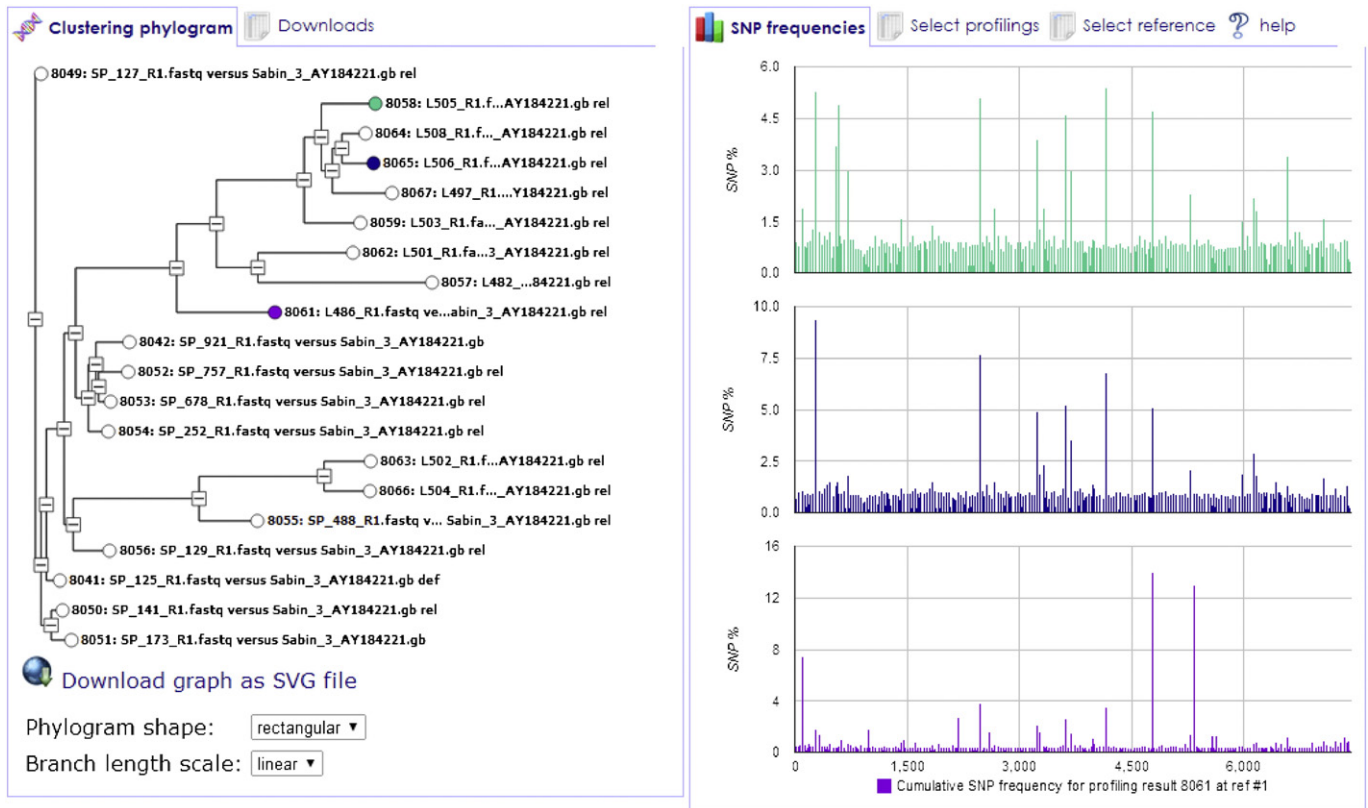 Clustering phylogram
Downloads
8049: SP_127_R1.fastq versus Sabin_3_AY184221.gb rel
8058: L505_R1.f...AY184221.gb rel
8064: L508_R1.f..._AY184221.gb rel
8065: L506_R1.f...AY184221.gb rel
8067: L497_R1....Y184221.gb rel
8059: L503_R1.fa..._AY184221.gb rel
8062: L501_R1.fa...3_AY184221.gb rel
8057: L482_...84221.gb rel
8061: L486_R1.fastq ve...abin_3_AY184221.gb rel
8042: SP_921_R1.fastq versus Sabin_3_AY184221.gb
8052: SP_757_R1.fastq versus Sabin_3_AY184221.gb rel
8053: SP_678_R1.fastq versus Sabin_3_AY184221.gb rel
8054: SP_252_R1.fastq versus Sabin_3_AY184221.gb rel
8063: L502_R1.f...AY184221.gb rel
8066: L504_R1.f..._AY184221.gb rel
8055: SP_488_R1.fastq v... Sabin_3_AY184221.gb rel
8056: SP_129_R1.fastq versus Sabin_3_AY184221.gb rel
8041: SP_125_R1.fastq versus Sabin_3_AY184221.gb def
8050: SP_141_R1.fastq versus Sabin_3_AY184221.gb rel
8051: SP_173_R1.fastq versus Sabin_3_AY184221.gb
Download graph as SVG file
Phylogram shape: rectangular
Branch length scale: linear
SNP frequencies
Select profilings
Select reference
help
6.0
4.5
3.0
1.5
0.0
SNP %
10.0
7.5
5.0
2.5
0.0
SNP %
16
12
8
4
0
SNP %
0 1,500 3,000 4,500 6,000
Cumulative SNP frequency for profiling result 8061 at ref #1